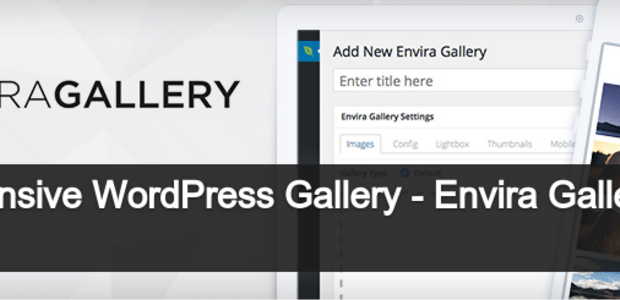 Add New Envira Gallery
RAGALLERY
Enter title here
Envira Gallery Settings
Images Config Lightbox Thumbnails Mobile
Gallery Type Default
nsive WordPress Gallery - Envira Galle